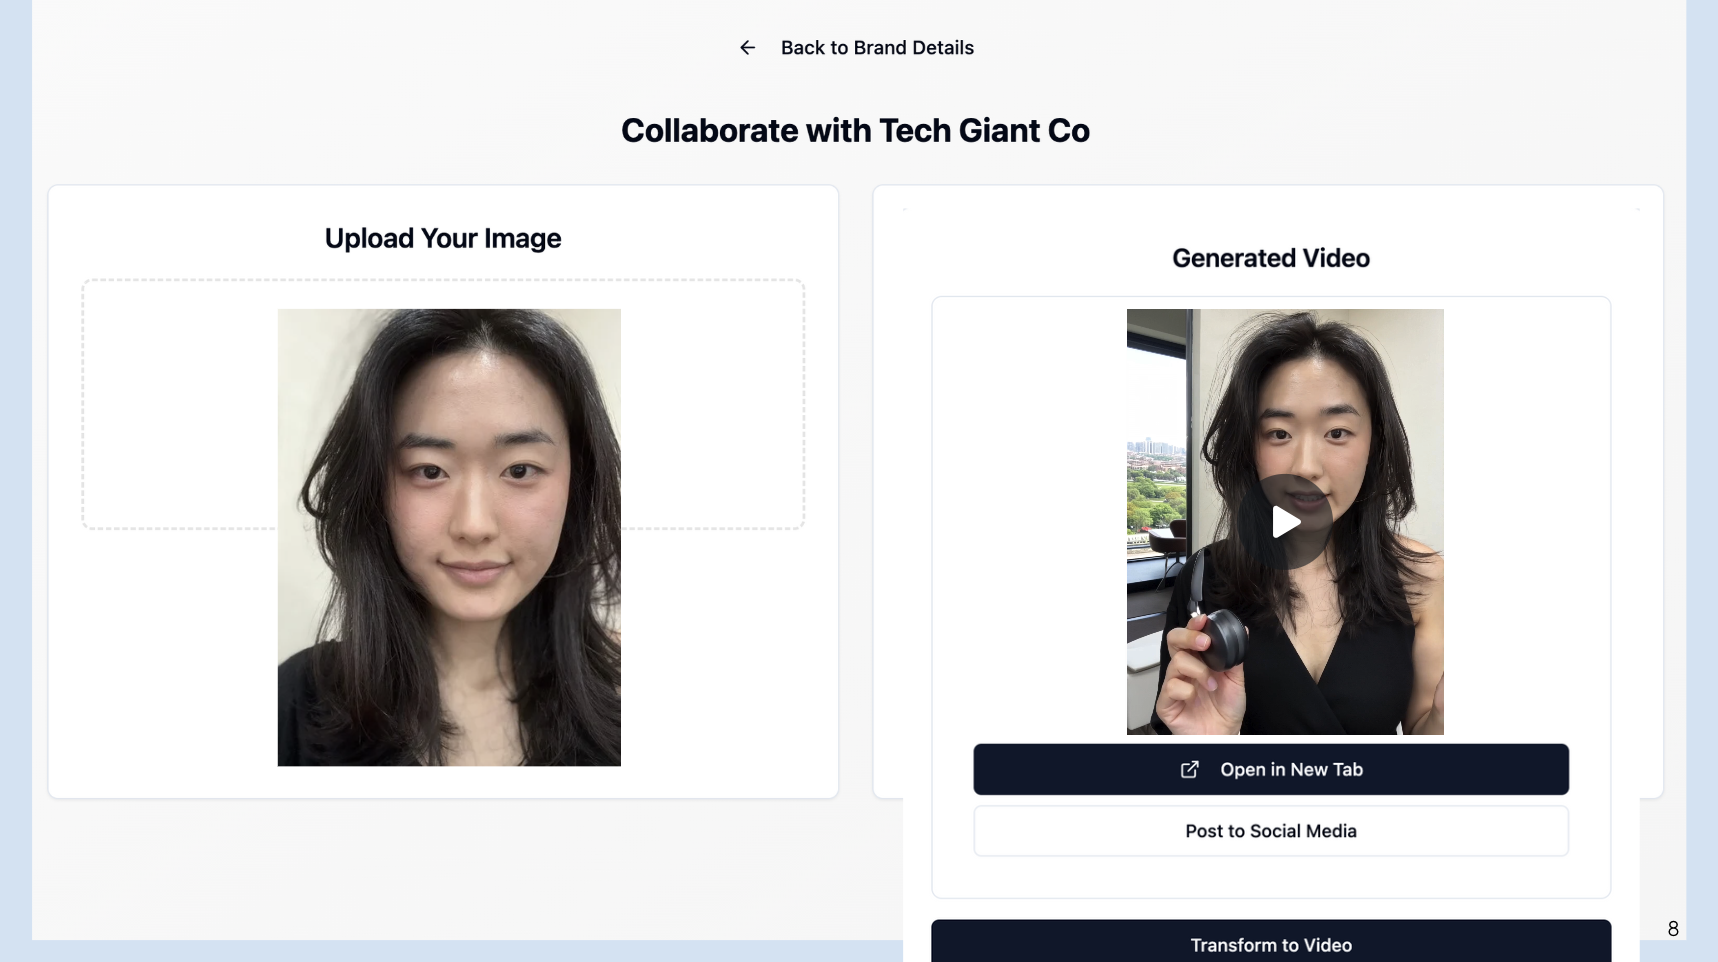 Back to Brand Details
Collaborate with Tech Giant Co
Upload Your Image
Generated Video
Open in New Tab
Post to Social Media
Transform to Video
8